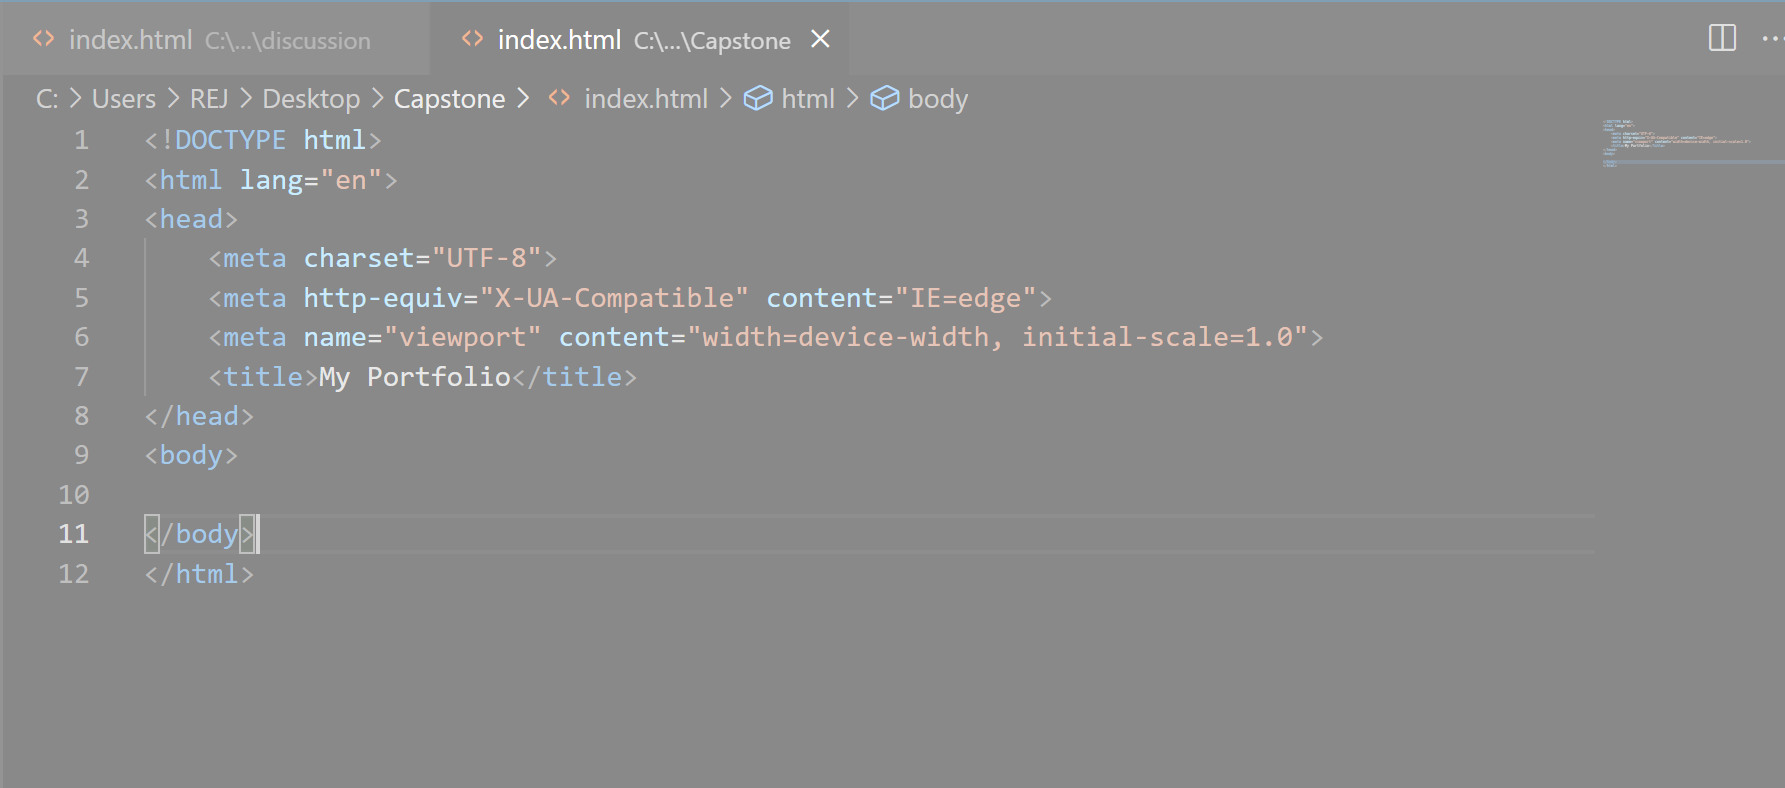 index.html C:\...\discussion index.html C:\...\Capstone
C: > Users > REJ > Desktop > Capstone > index.html > html > body
1 <!DOCTYPE html>
2 <html lang="en">
3 <head>
4 <meta charset="UTF-8">
5 <meta http-equiv="X-UA-Compatible" content="IE=edge">
6 <meta name="viewport" content="width=device-width, initial-scale=1.0">
7 <title>My Portfolio</title>
8 </head>
9 <body>
10
11 </body>
12 </html>